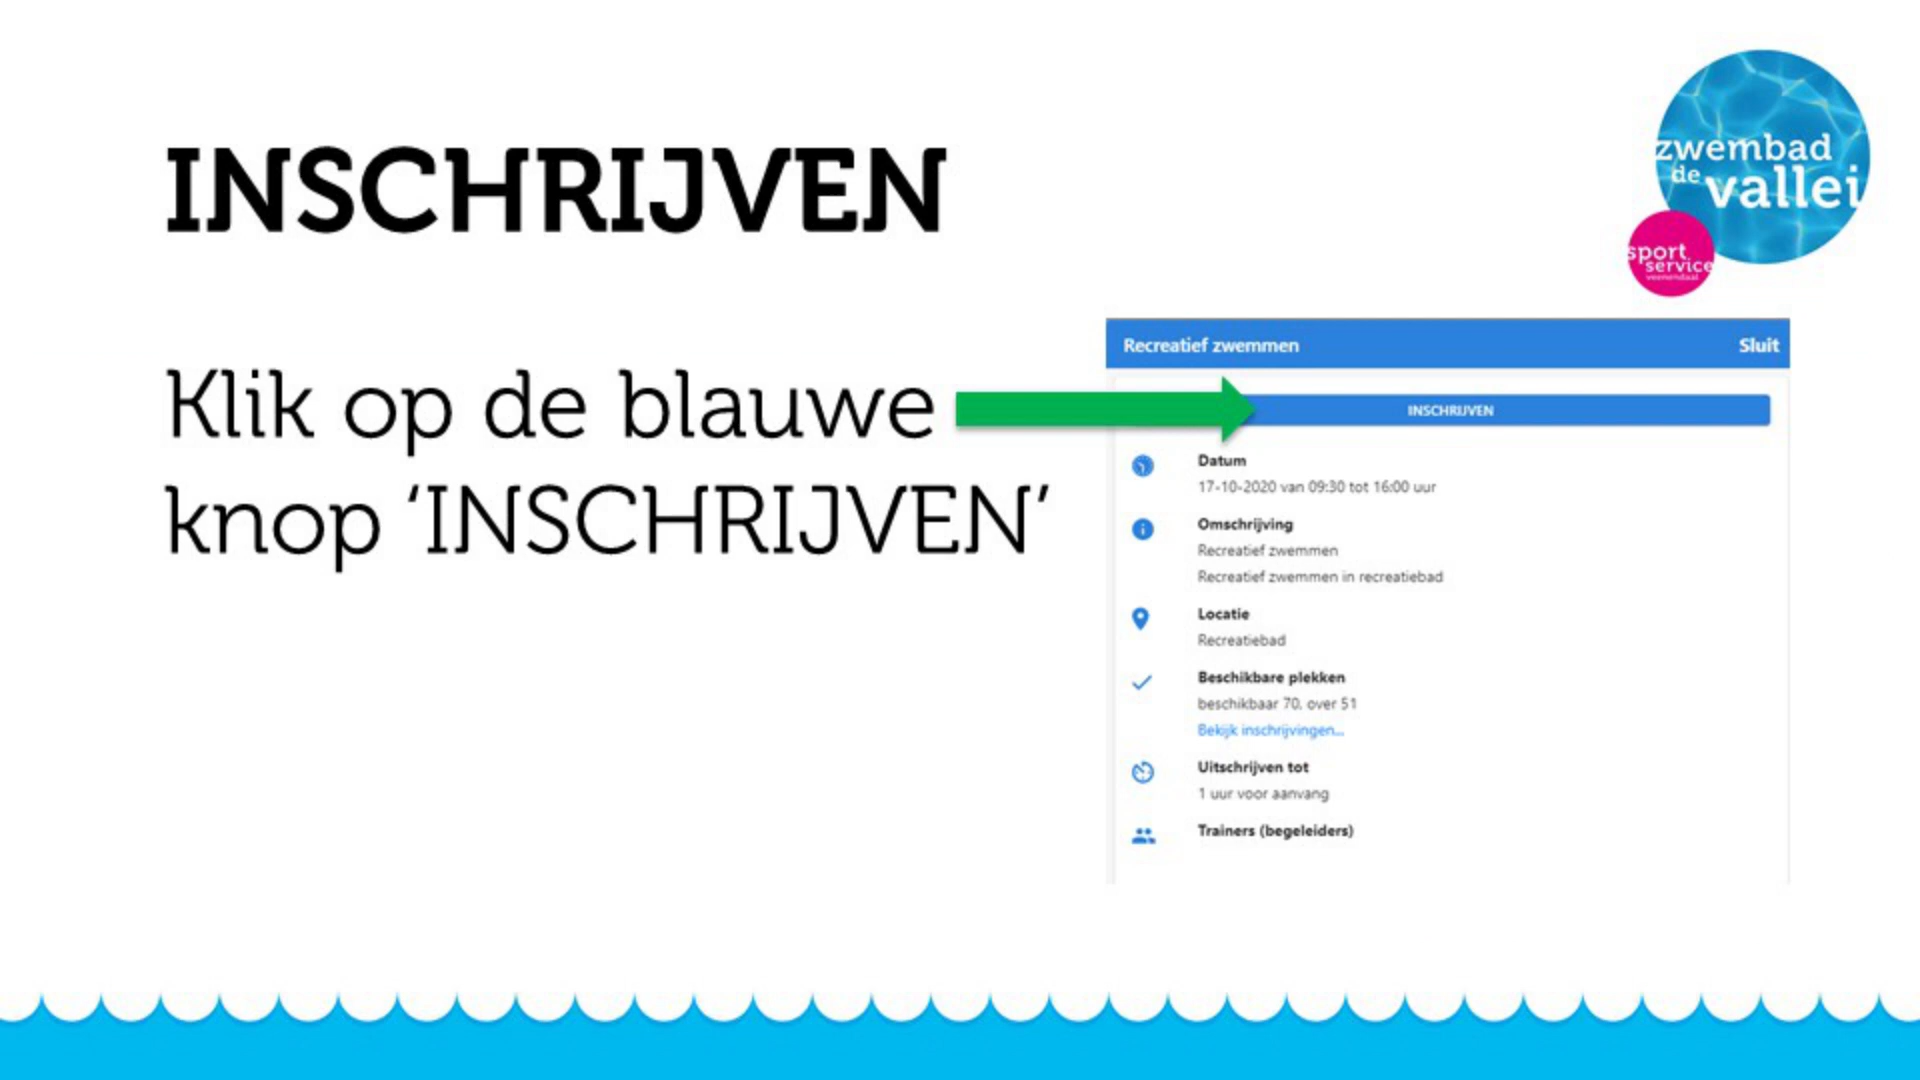 INSCHRIJVEN
zwembad
de vallei
sport
service
veenendaal
Klik op de blauwe
knop ‘INSCHRIJVEN’
Recreatief zwemmen Sluit
INSCHRIJVEN
Datum
17-10-2020 van 09:30 tot 16:00 uur
Omschrijving
Recreatief zwemmen
Recreatief zwemmen in recreatiebad
Locatie
Recreatiebad
Beschikbare plekken
beschikbaar 70, over 51
Bekijk inschrijvingen...
Uitschrijven tot
1 uur voor aanvang
Trainers (begeleiders)